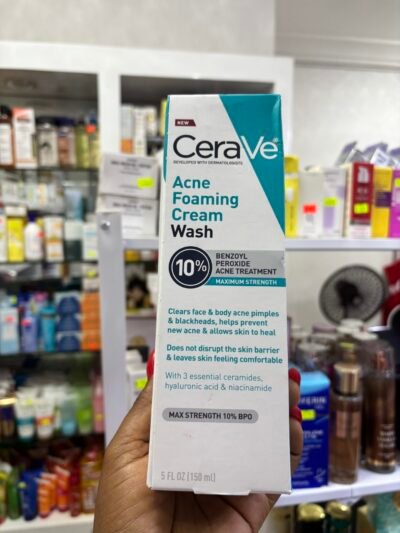 NEW
CeraVe®
DEVELOPED WITH DERMATOLOGISTS
Acne
Foaming
Cream
Wash
10%
BENZOYL
PEROXIDE
ACNE TREATMENT
MAXIMUM STRENGTH
Clears face & body acne pimples
& blackheads, helps prevent
new acne & allows skin to heal
Does not disrupt the skin barrier
& leaves skin feeling comfortable
With 3 essential ceramides,
hyaluronic acid & niacinamide
MAX STRENGTH 10% BPO
5 FL OZ (150 ml)